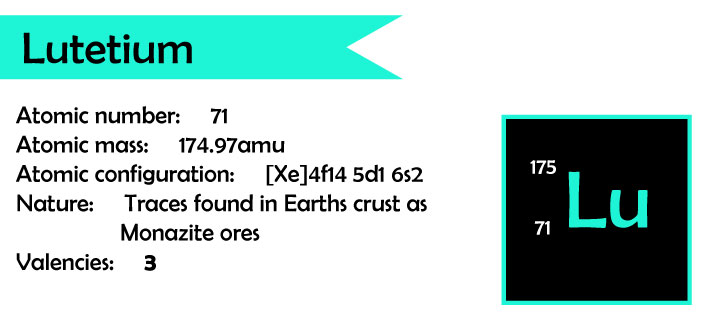 Lutetium
Atomic number: 71
Atomic mass: 174.97amu
Atomic configuration: [Xe]4f14 5d1 6s2
Nature: Traces found in Earths crust as
Monazite ores
Valencies: 3
175
Lu
71